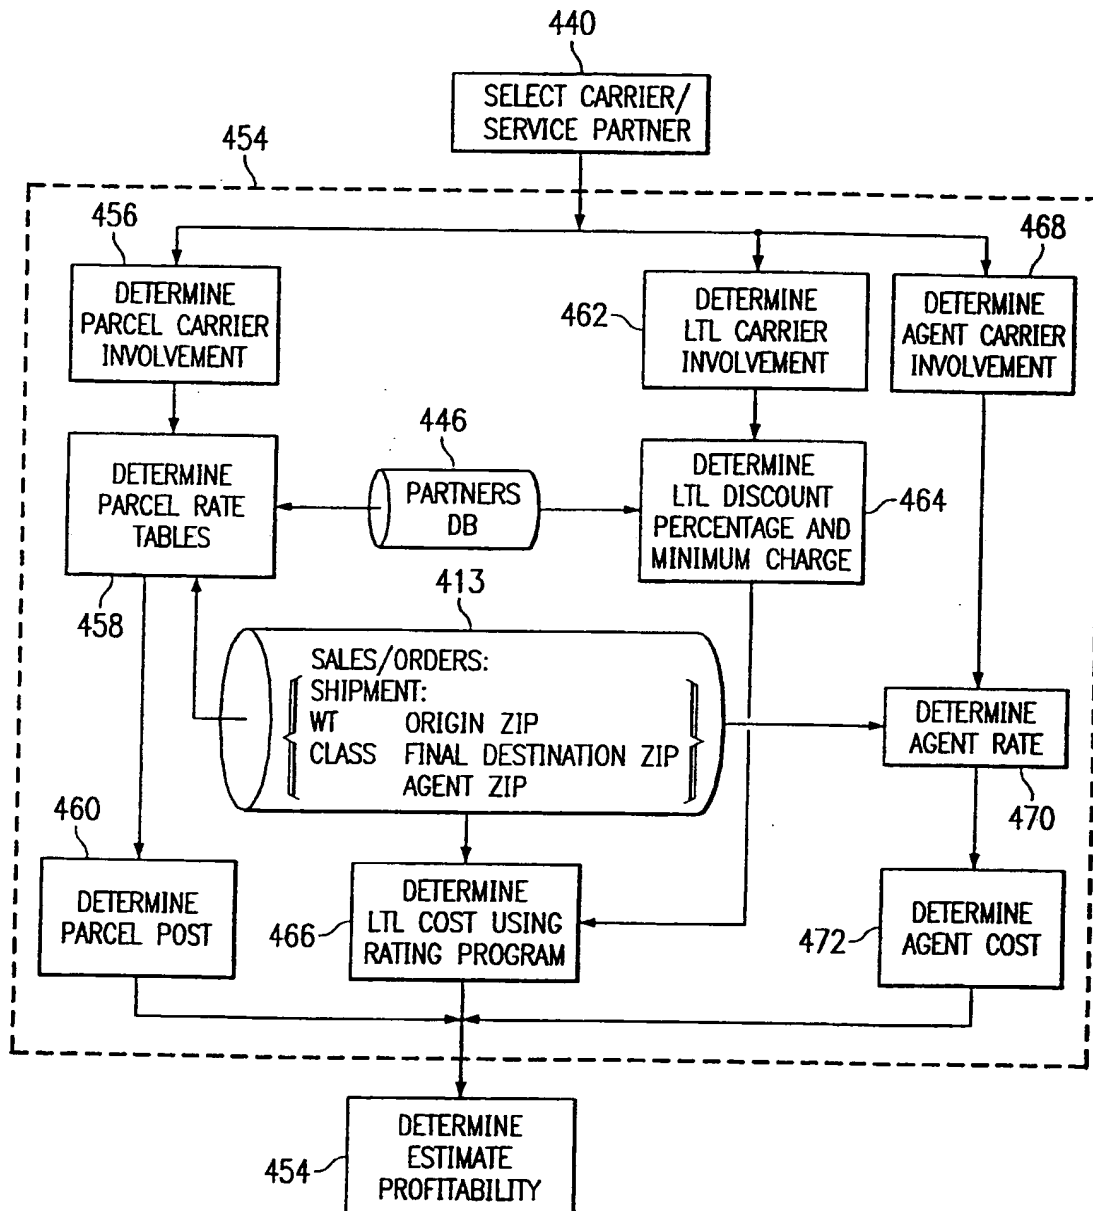 440
SELECT CARRIER/
SERVICE PARTNER
454
456
DETERMINE
PARCEL CARRIER
INVOLVEMENT
462
DETERMINE
LTL CARRIER
INVOLVEMENT
468
DETERMINE
AGENT CARRIER
INVOLVEMENT
DETERMINE
PARCEL RATE
TABLES
458
446
PARTNERS
DB
DETERMINE
LTL DISCOUNT
PERCENTAGE AND
MINIMUM CHARGE
464
413
SALES/ORDERS:
SHIPMENT:
WT ORIGIN ZIP
CLASS FINAL DESTINATION ZIP
AGENT ZIP
DETERMINE
AGENT RATE
470
460
DETERMINE
PARCEL POST
466
DETERMINE
LTL COST USING
RATING PROGRAM
472
DETERMINE
AGENT COST
454
DETERMINE
ESTIMATE
PROFITABILITY